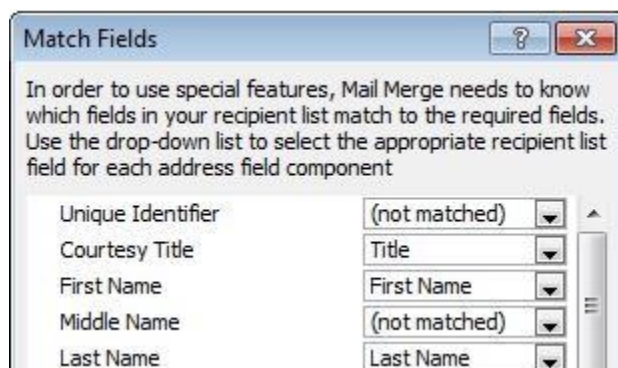 Match Fields
In order to use special features, Mail Merge needs to know
which fields in your recipient list match to the required fields.
Use the drop-down list to select the appropriate recipient list
field for each address field component
Unique Identifier (not matched)
Courtesy Title Title
First Name First Name
Middle Name (not matched)
Last Name Last Name